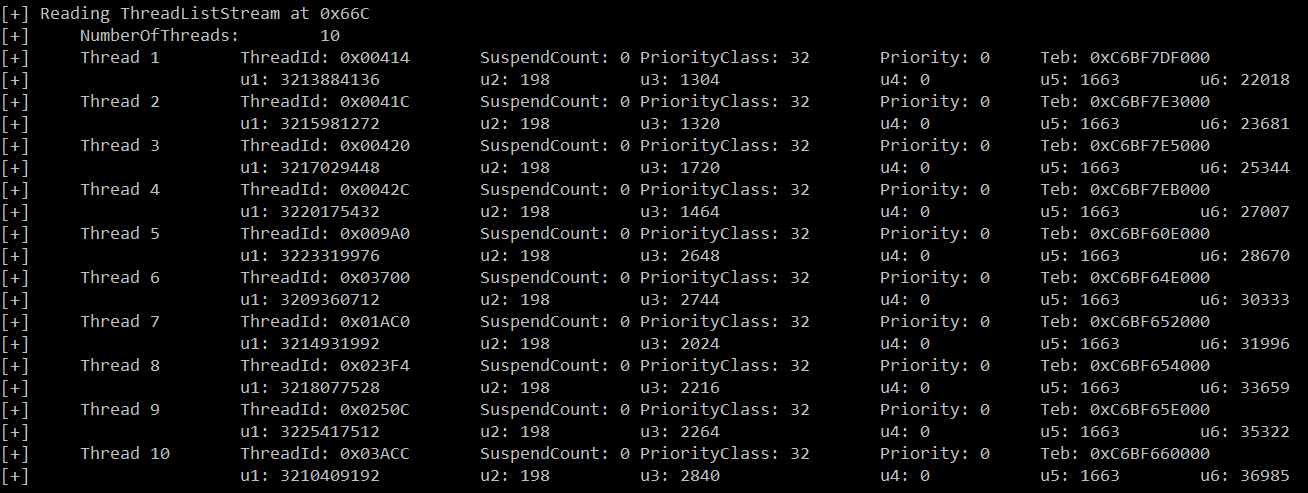 [+] Reading ThreadListStream at 0x66C
[+] NumberOfThreads: 10
[+] Thread 1 ThreadId: 0x00414 SuspendCount: 0 PriorityClass: 32 Priority: 0 Teb: 0xC6BF7DF000
[+] u1: 3213884136 u2: 198 u3: 1304 u4: 0 u5: 1663 u6: 22018
[+] Thread 2 ThreadId: 0x0041C SuspendCount: 0 PriorityClass: 32 Priority: 0 Teb: 0xC6BF7E3000
[+] u1: 3215981272 u2: 198 u3: 1320 u4: 0 u5: 1663 u6: 23681
[+] Thread 3 ThreadId: 0x00420 SuspendCount: 0 PriorityClass: 32 Priority: 0 Teb: 0xC6BF7E5000
[+] u1: 3217029448 u2: 198 u3: 1720 u4: 0 u5: 1663 u6: 25344
[+] Thread 4 ThreadId: 0x0042C SuspendCount: 0 PriorityClass: 32 Priority: 0 Teb: 0xC6BF7EB000
[+] u1: 3220175432 u2: 198 u3: 1464 u4: 0 u5: 1663 u6: 27007
[+] Thread 5 ThreadId: 0x009A0 SuspendCount: 0 PriorityClass: 32 Priority: 0 Teb: 0xC6BF60E000
[+] u1: 3223319976 u2: 198 u3: 2648 u4: 0 u5: 1663 u6: 28670
[+] Thread 6 ThreadId: 0x03700 SuspendCount: 0 PriorityClass: 32 Priority: 0 Teb: 0xC6BF64E000
[+] u1: 3209360712 u2: 198 u3: 2744 u4: 0 u5: 1663 u6: 30333
[+] Thread 7 ThreadId: 0x01AC0 SuspendCount: 0 PriorityClass: 32 Priority: 0 Teb: 0xC6BF652000
[+] u1: 3214931992 u2: 198 u3: 2024 u4: 0 u5: 1663 u6: 31996
[+] Thread 8 ThreadId: 0x023F4 SuspendCount: 0 PriorityClass: 32 Priority: 0 Teb: 0xC6BF654000
[+] u1: 3218077528 u2: 198 u3: 2216 u4: 0 u5: 1663 u6: 33659
[+] Thread 9 ThreadId: 0x0250C SuspendCount: 0 PriorityClass: 32 Priority: 0 Teb: 0xC6BF65E000
[+] u1: 3225417512 u2: 198 u3: 2264 u4: 0 u5: 1663 u6: 35322
[+] Thread 10 ThreadId: 0x03ACC SuspendCount: 0 PriorityClass: 32 Priority: 0 Teb: 0xC6BF660000
[+] u1: 3210409192 u2: 198 u3: 2840 u4: 0 u5: 1663 u6: 36985